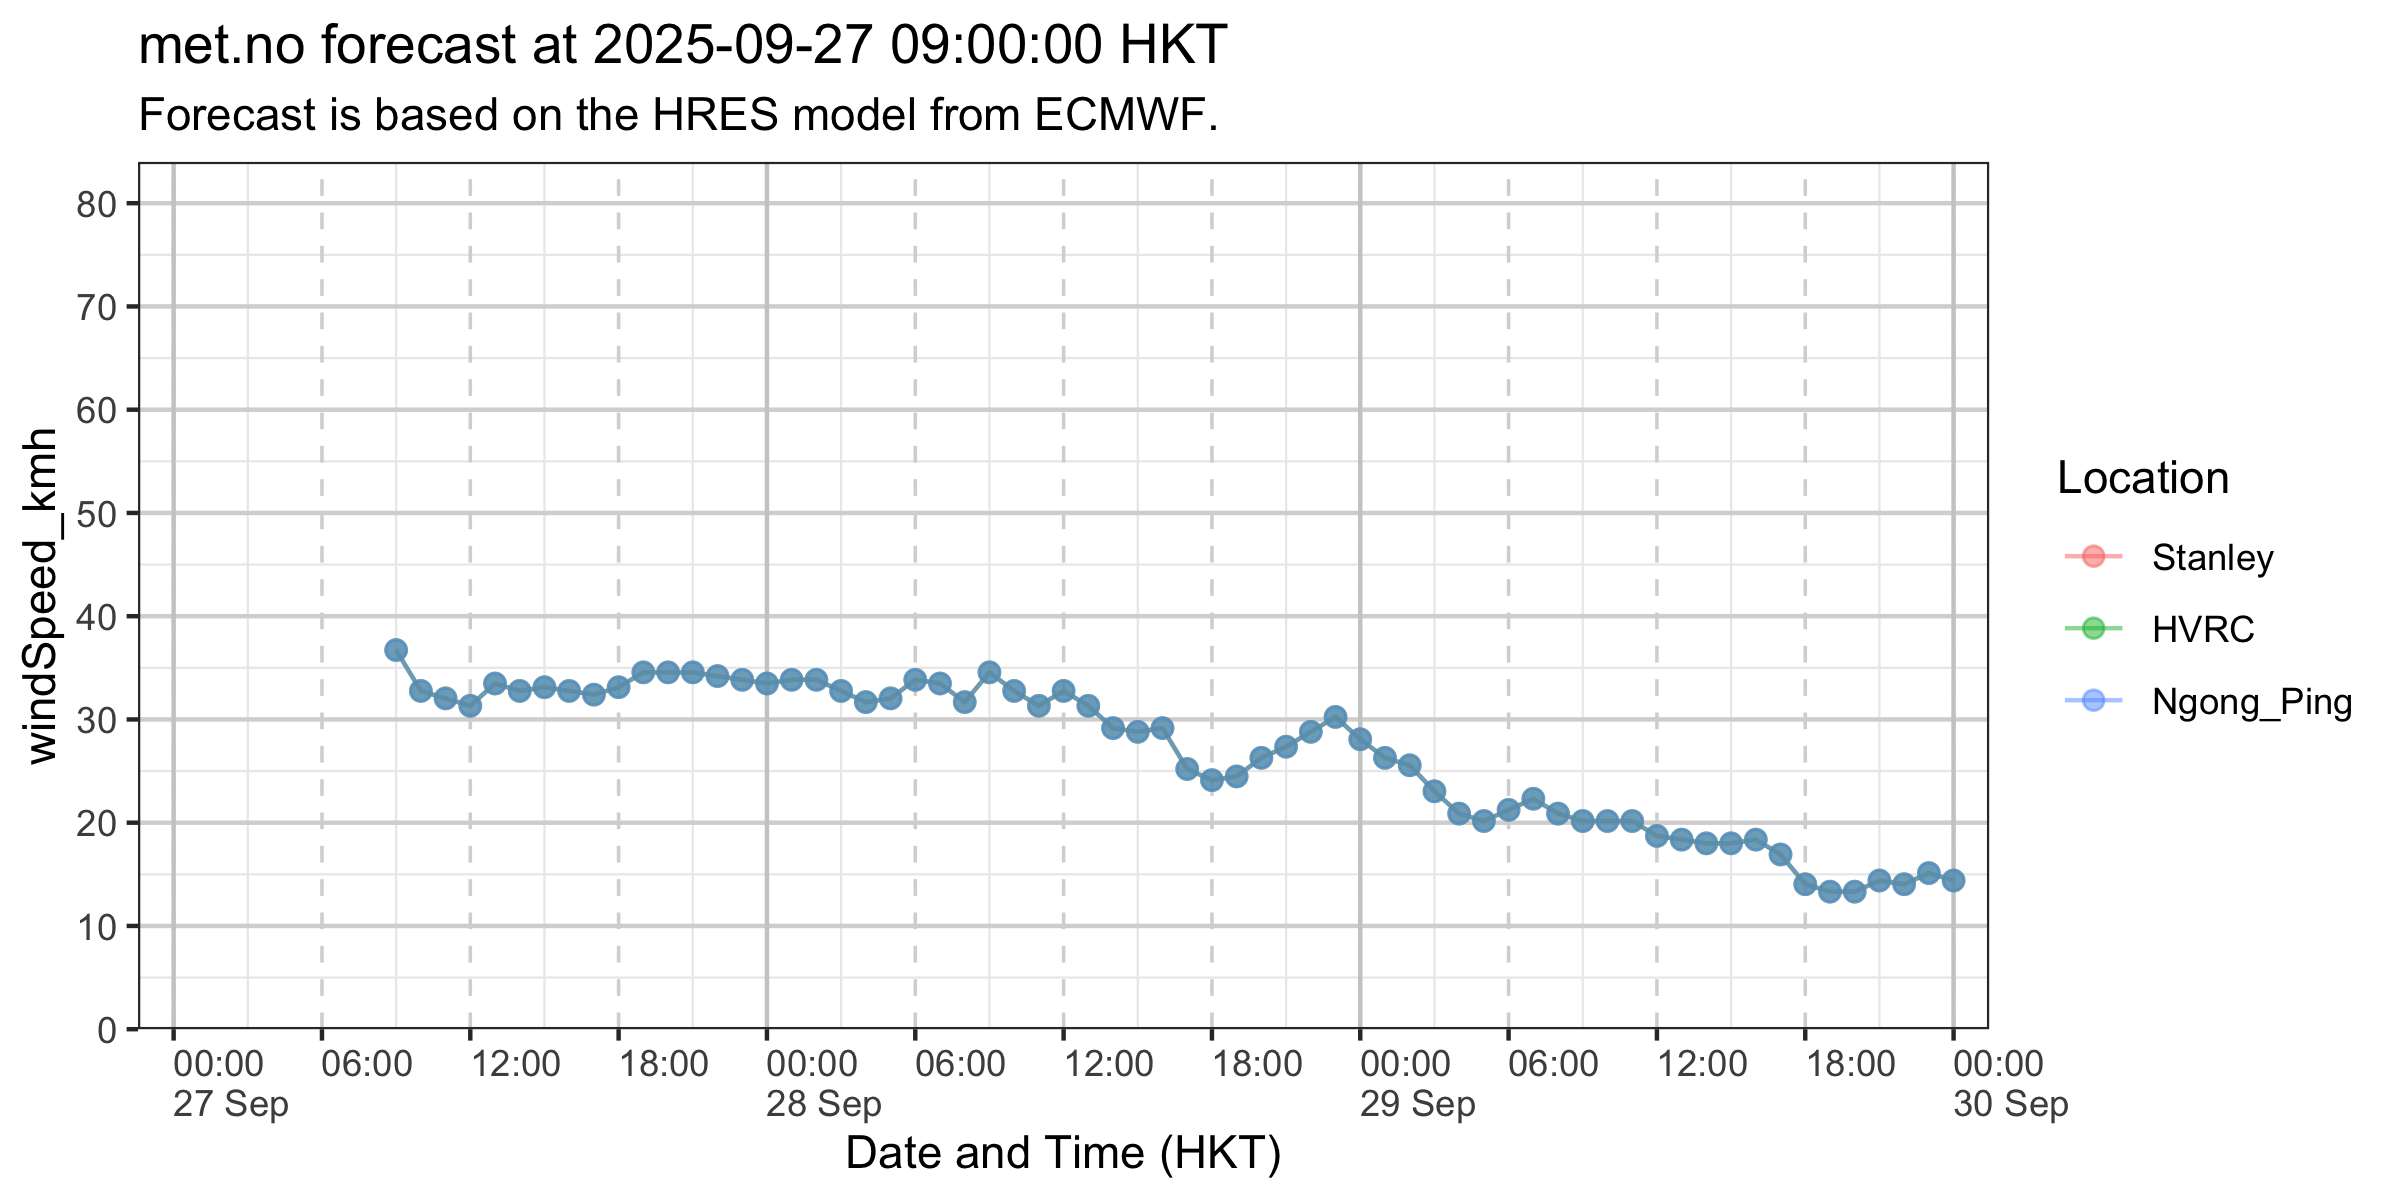 met.no forecast at 2025-09-27 09:00:00 HKT
Forecast is based on the HRES model from ECMWF.
windSpeed_kmh
80
70
60
50
40
30
20
10
0
00:00 06:00 12:00 18:00 00:00 06:00 12:00 18:00 00:00 06:00 12:00 18:00 00:00
27 Sep 28 Sep 29 Sep 30 Sep
Date and Time (HKT)
Location
Stanley
HVRC
Ngong_Ping